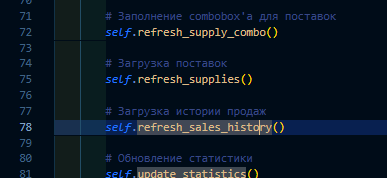 71 # Заполнение combobox'а для поставок
72 self.refresh_supply_combo()
73
74 # Загрузка поставок
75 self.refresh_supplies()
76
77 # Загрузка истории продаж
78 self.refresh_sales_history()
79
80 # Обновление статистики
81 self.update_statistics()